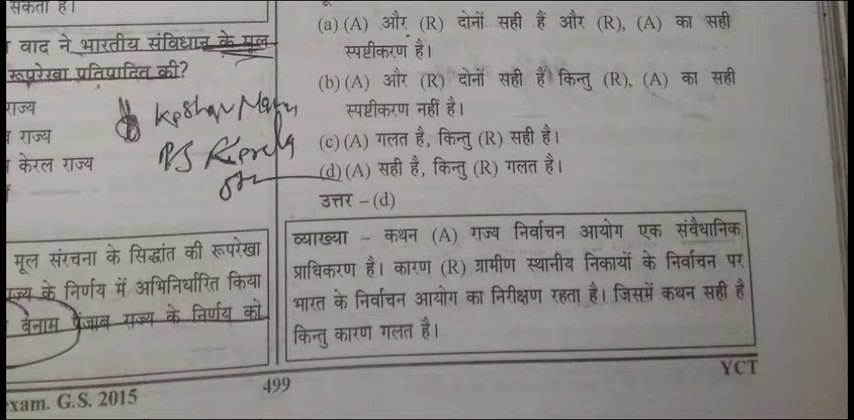 सकता है।
वाद ने भारतीय संविधान के मूल
रूपरेखा प्रतिपादित की?
राज्य
राज्य
केरल राज्य
मूल संरचना के सिद्धांत की रूपरेखा
राज्य के निर्णय में अभिनिर्धारित किया
बेनाम पंजाब राज्य के निर्णय को
(a) (A) और (R) दोनों सही हैं और (R), (A) का सही
स्पष्टीकरण है।
(b) (A) और (R) दोनों सही हैं किन्तु (R), (A) का सही
स्पष्टीकरण नहीं है।
(c) (A) गलत है, किन्तु (R) सही है।
(d) (A) सही है, किन्तु (R) गलत है।
उत्तर –(d)
व्याख्या – कथन (A) राज्य निर्वाचन आयोग एक संवैधानिक
प्राधिकरण है। कारण (R) ग्रामीण स्थानीय निकायों के निर्वाचन पर
भारत के निर्वाचन आयोग का निरीक्षण रहता है। जिसमें कथन सही है
किन्तु कारण गलत है।
exam. G.S. 2015
499
YCT